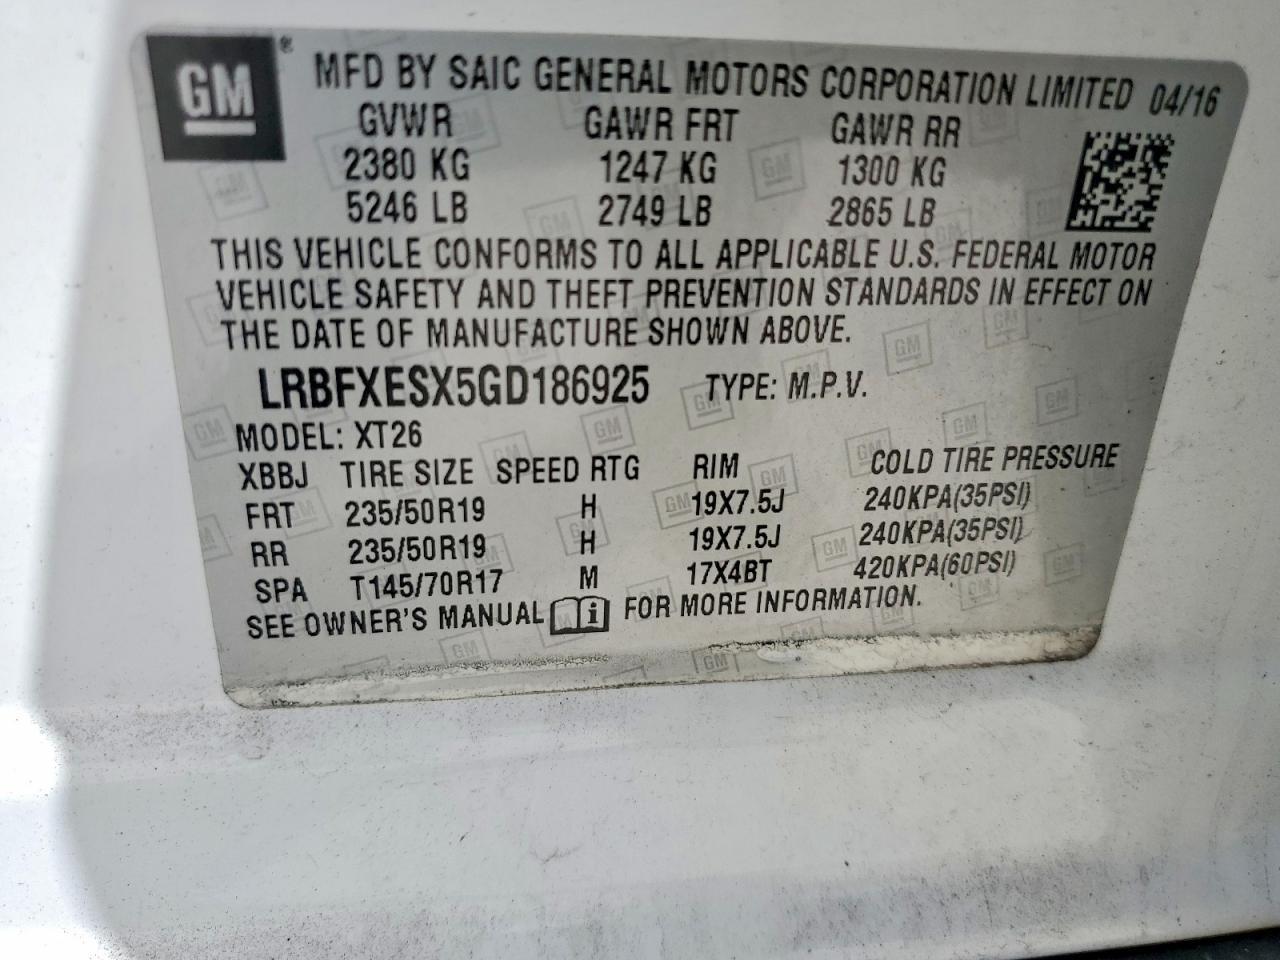 GM ® MFD BY SAIC GENERAL MOTORS CORPORATION LIMITED 04/16
GVWR GAWR FRT GAWR RR
2380 KG 1247 KG 1300 KG
5246 LB 2749 LB 2865 LB
THIS VEHICLE CONFORMS TO ALL APPLICABLE U.S. FEDERAL MOTOR
VEHICLE SAFETY AND THEFT PREVENTION STANDARDS IN EFFECT ON
THE DATE OF MANUFACTURE SHOWN ABOVE.
LRBFXESX5GD186925 TYPE: M.P.V.
MODEL: XT26
XBBJ TIRE SIZE SPEED RTG RIM COLD TIRE PRESSURE
FRT 235/50R19 H 19X7.5J 240KPA(35PSI)
RR 235/50R19 H 19X7.5J 240KPA(35PSI)
SPA T145/70R17 M 17X4BT 420KPA(60PSI)
SEE OWNER'S MANUAL i FOR MORE INFORMATION.